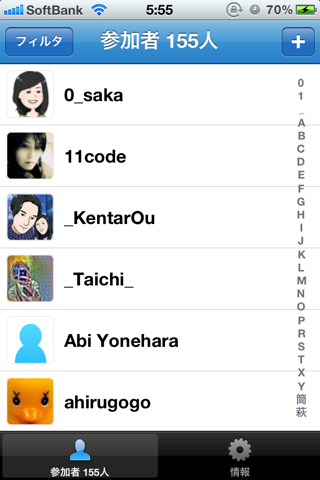 SoftBank 5:55 70%
フィルタ 参加者 155人 +
0_saka
11code
_KentarOu
_Taichi_
Abi Yonehara
ahirugogo
0
1
_
A
B
C
D
E
F
G
H
I
J
K
L
M
N
O
P
R
S
T
X
Y
筒
萩
参加者 155人
情報